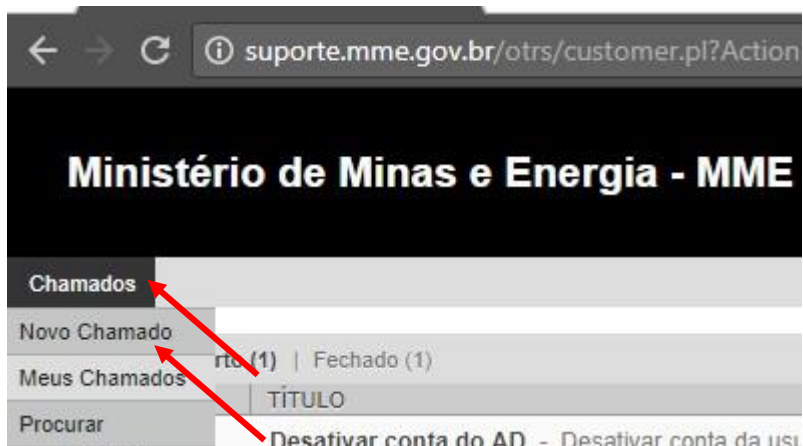 suporte.mme.gov.br/otrs/customer.pl?Action
Ministério de Minas e Energia - MME
Chamados
Novo Chamado
(1) | Fechado (1)
Meus Chamados
TÍTULO
Procurar
Desativar conta do AD - Desativar conta da